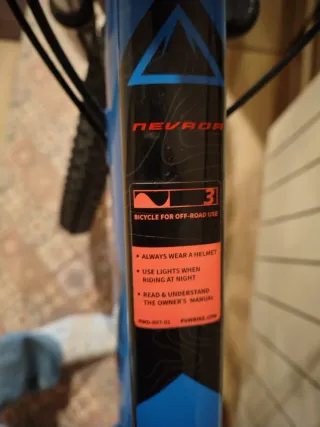 NEVADA
3
BICYCLE FOR OFF-ROAD USE
• ALWAYS WEAR A HELMET
• USE LIGHTS WHEN
RIDING AT NIGHT
• READ & UNDERSTAND
THE OWNER'S MANUAL